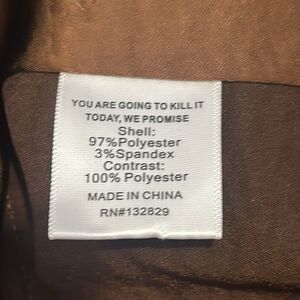 YOU ARE GOING TO KILL IT
TODAY, WE PROMISE
Shell:
97%Polyester
3%Spandex
Contrast:
100% Polyester
MADE IN CHINA
RN#132829